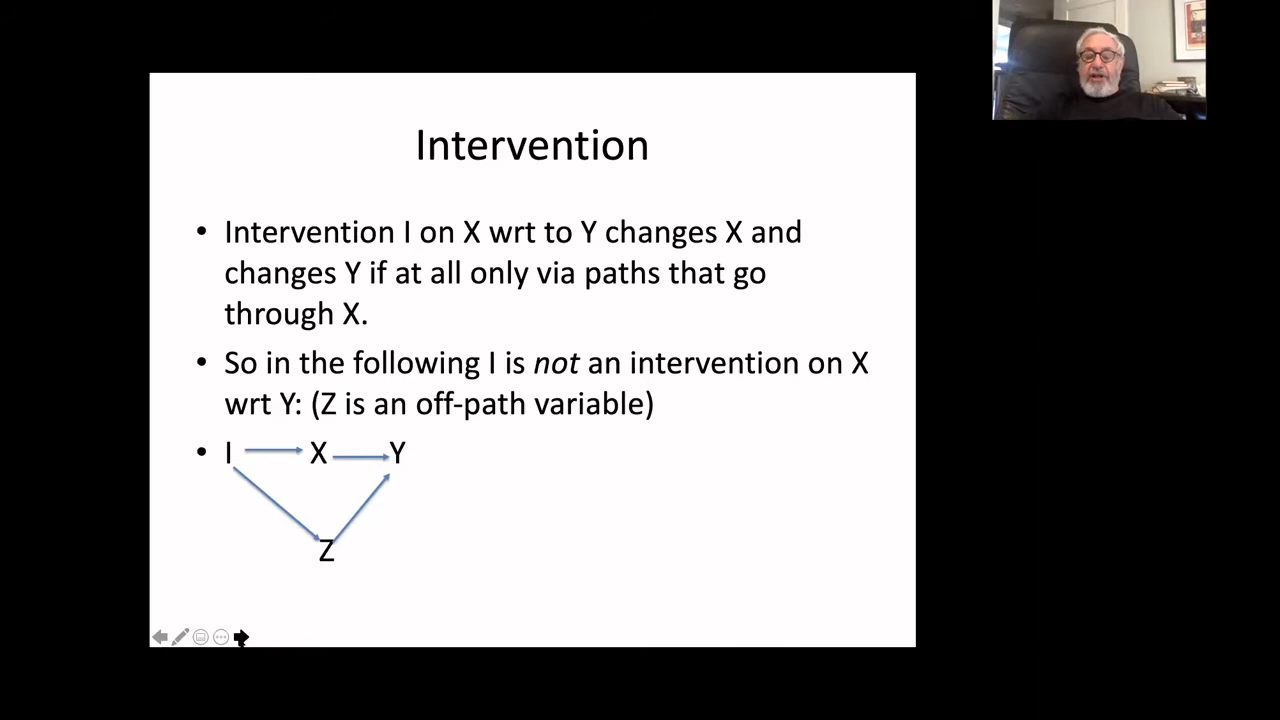 Intervention
• Intervention I on X wrt to Y changes X and
changes Y if at all only via paths that go
through X.
• So in the following I is not an intervention on X
wrt Y: (Z is an off-path variable)
• I X Y
Z